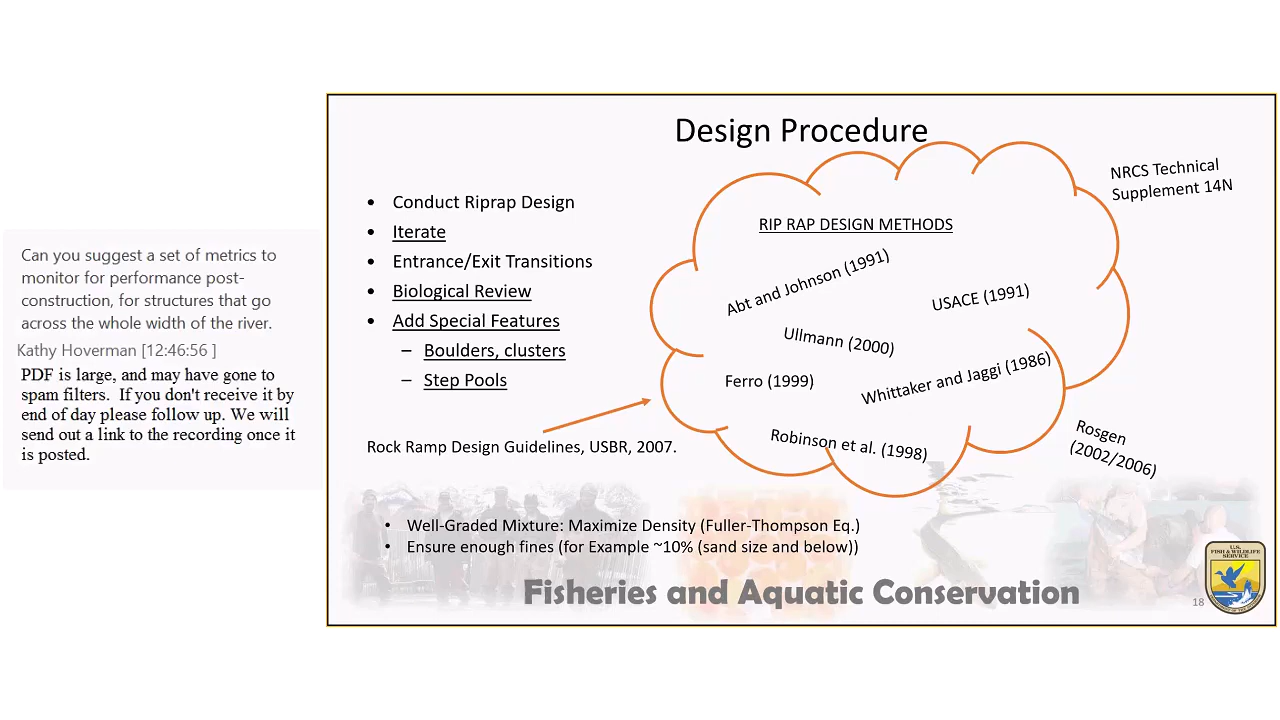 Can you suggest a set of metrics to
monitor for performance post-
construction, for structures that go
across the whole width of the river.
Kathy Hoverman [12:46:56 ]
PDF is large, and may have gone to
spam filters.  If you don't receive it by
end of day please follow up. We will
send out a link to the recording once it
is posted.
Design Procedure
• Conduct Riprap Design
• Iterate
• Entrance/Exit Transitions
• Biological Review
• Add Special Features
– Boulders, clusters
– Step Pools
Rock Ramp Design Guidelines, USBR, 2007.
RIP RAP DESIGN METHODS
Abt and Johnson (1991)
USACE (1991)
Ullmann (2000)
Ferro (1999)
Whittaker and Jaggi (1986)
Robinson et al. (1998)
NRCS Technical
Supplement 14N
Rosgen
(2002/2006)
• Well-Graded Mixture: Maximize Density (Fuller-Thompson Eq.)
• Ensure enough fines (for Example ~10% (sand size and below))
Fisheries and Aquatic Conservation
18
U.S.
FISH & WILDLIFE
SERVICE